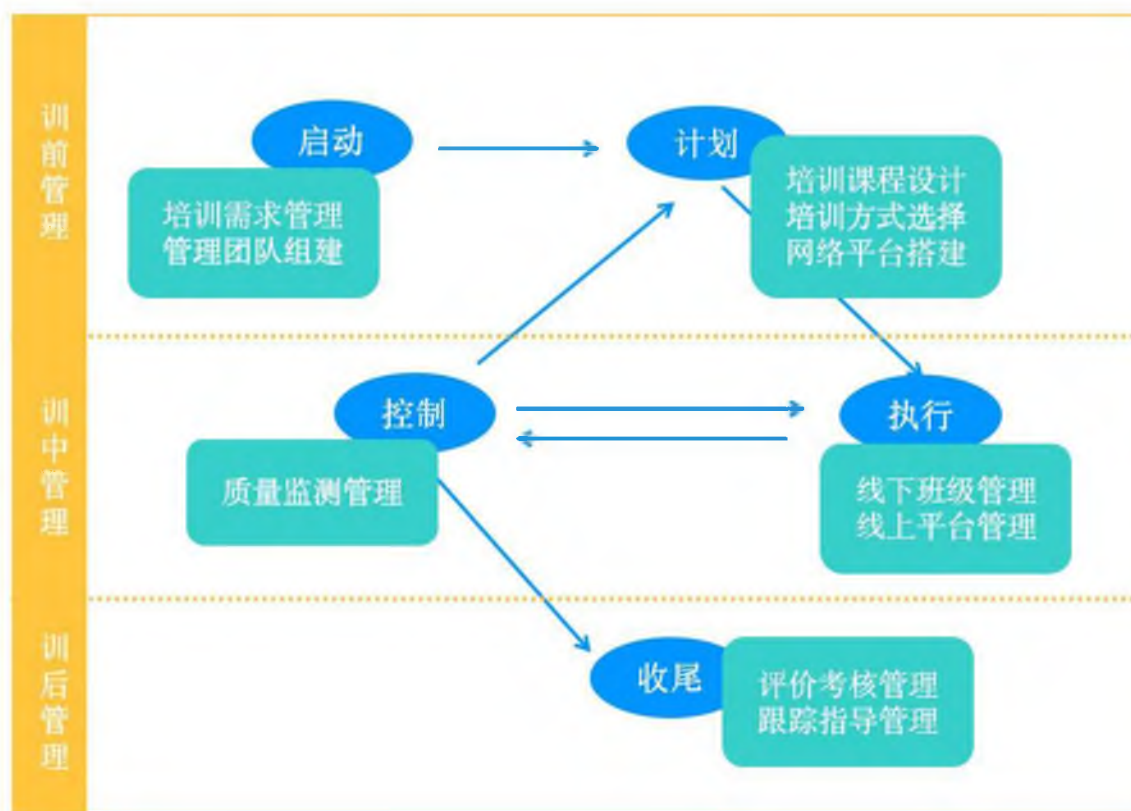 训前管理
启动
培训需求管理
管理团队组建
计划
培训课程设计
培训方式选择
网络平台搭建
训中管理
控制
质量监测管理
执行
线下班级管理
线上平台管理
训后管理
收尾
评价考核管理
跟踪指导管理